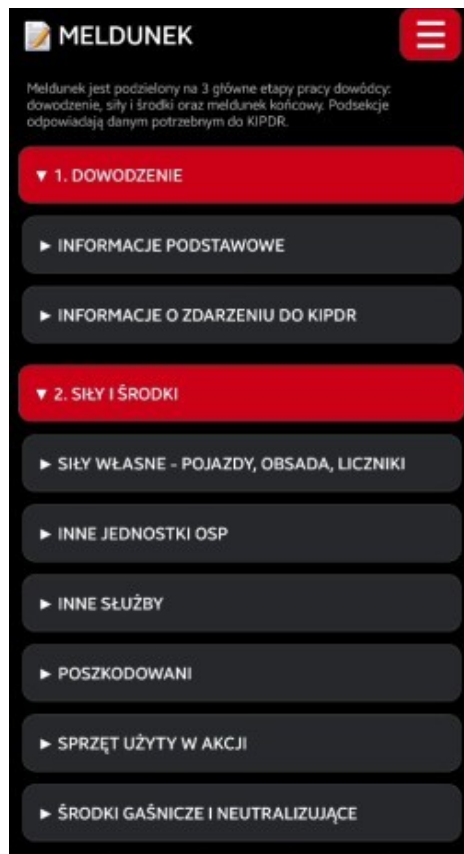 📝 MELDUNEK
Meldunek jest podzielony na 3 główne etapy pracy dowódcy:
dowodzenie, siły i środki oraz meldunek końcowy. Podsekcje
odpowiadają danym potrzebnym do KIPDR.
▼ 1. DOWODZENIE
► INFORMACJE PODSTAWOWE
► INFORMACJE O ZDARZENIU DO KIPDR
▼ 2. SIŁY I ŚRODKI
► SIŁY WŁASNE - POJAZDY, OBSADA, LICZNIKI
► INNE JEDNOSTKI OSP
► INNE SŁUŻBY
► POSZKODOWANI
► SPRZĘT UŻYTY W AKCJI
► ŚRODKI GAŚNICZE I NEUTRALIZUJĄCE